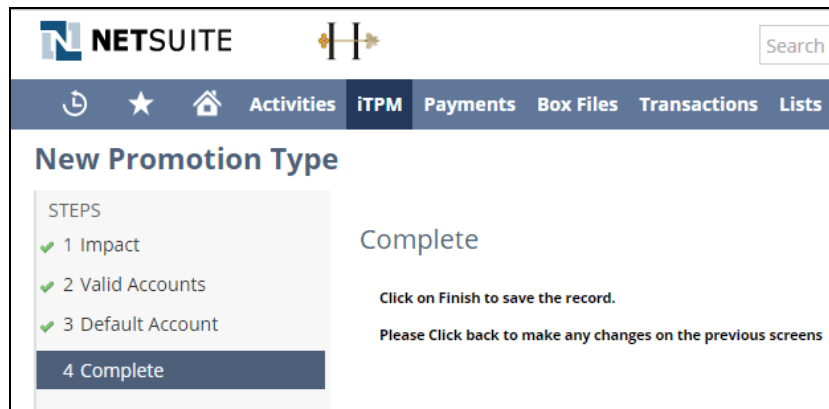 NETSUITE
Search
Activities iTPM Payments Box Files Transactions Lists
New Promotion Type
STEPS
1 Impact
2 Valid Accounts
3 Default Account
4 Complete
Complete
Click on Finish to save the record.
Please Click back to make any changes on the previous screens